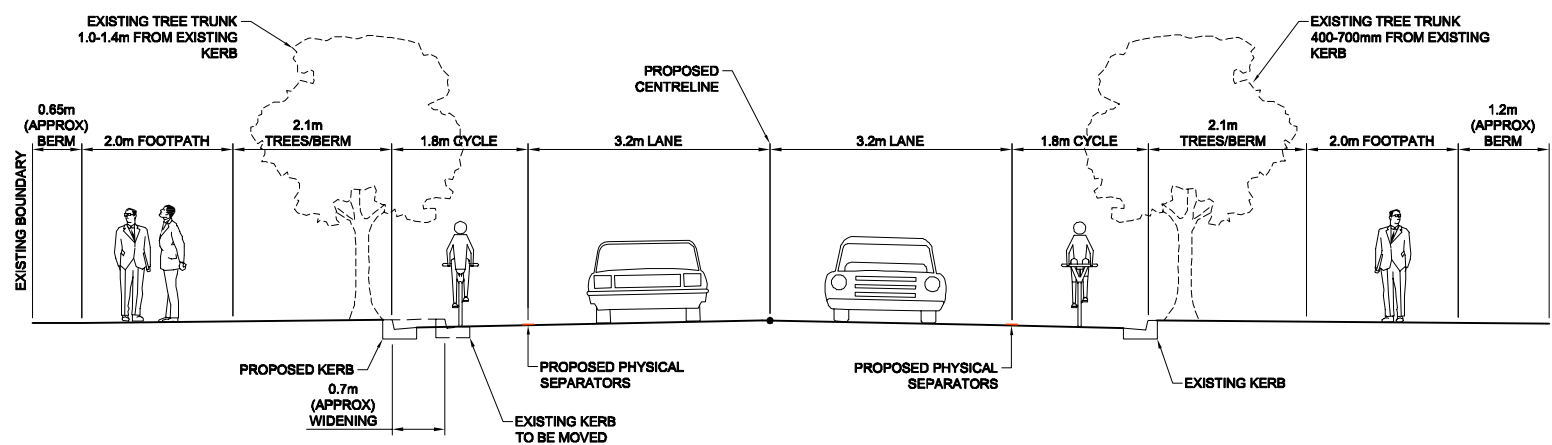 EXISTING TREE TRUNK
1.0-1.4m FROM EXISTING
KERB
PROPOSED
CENTRELINE
EXISTING TREE TRUNK
400-700mm FROM EXISTING
KERB
0.65m
(APPROX)
BERM
2.0m FOOTPATH
2.1m
TREES/BERM
1.8m CYCLE
3.2m LANE
3.2m LANE
1.8m CYCLE
2.1m
TREES/BERM
2.0m FOOTPATH
1.2m
(APPROX)
BERM
EXISTING BOUNDARY
PROPOSED KERB
0.7m
(APPROX)
WIDENING
EXISTING KERB
TO BE MOVED
PROPOSED PHYSICAL
SEPARATORS
PROPOSED PHYSICAL
SEPARATORS
EXISTING KERB